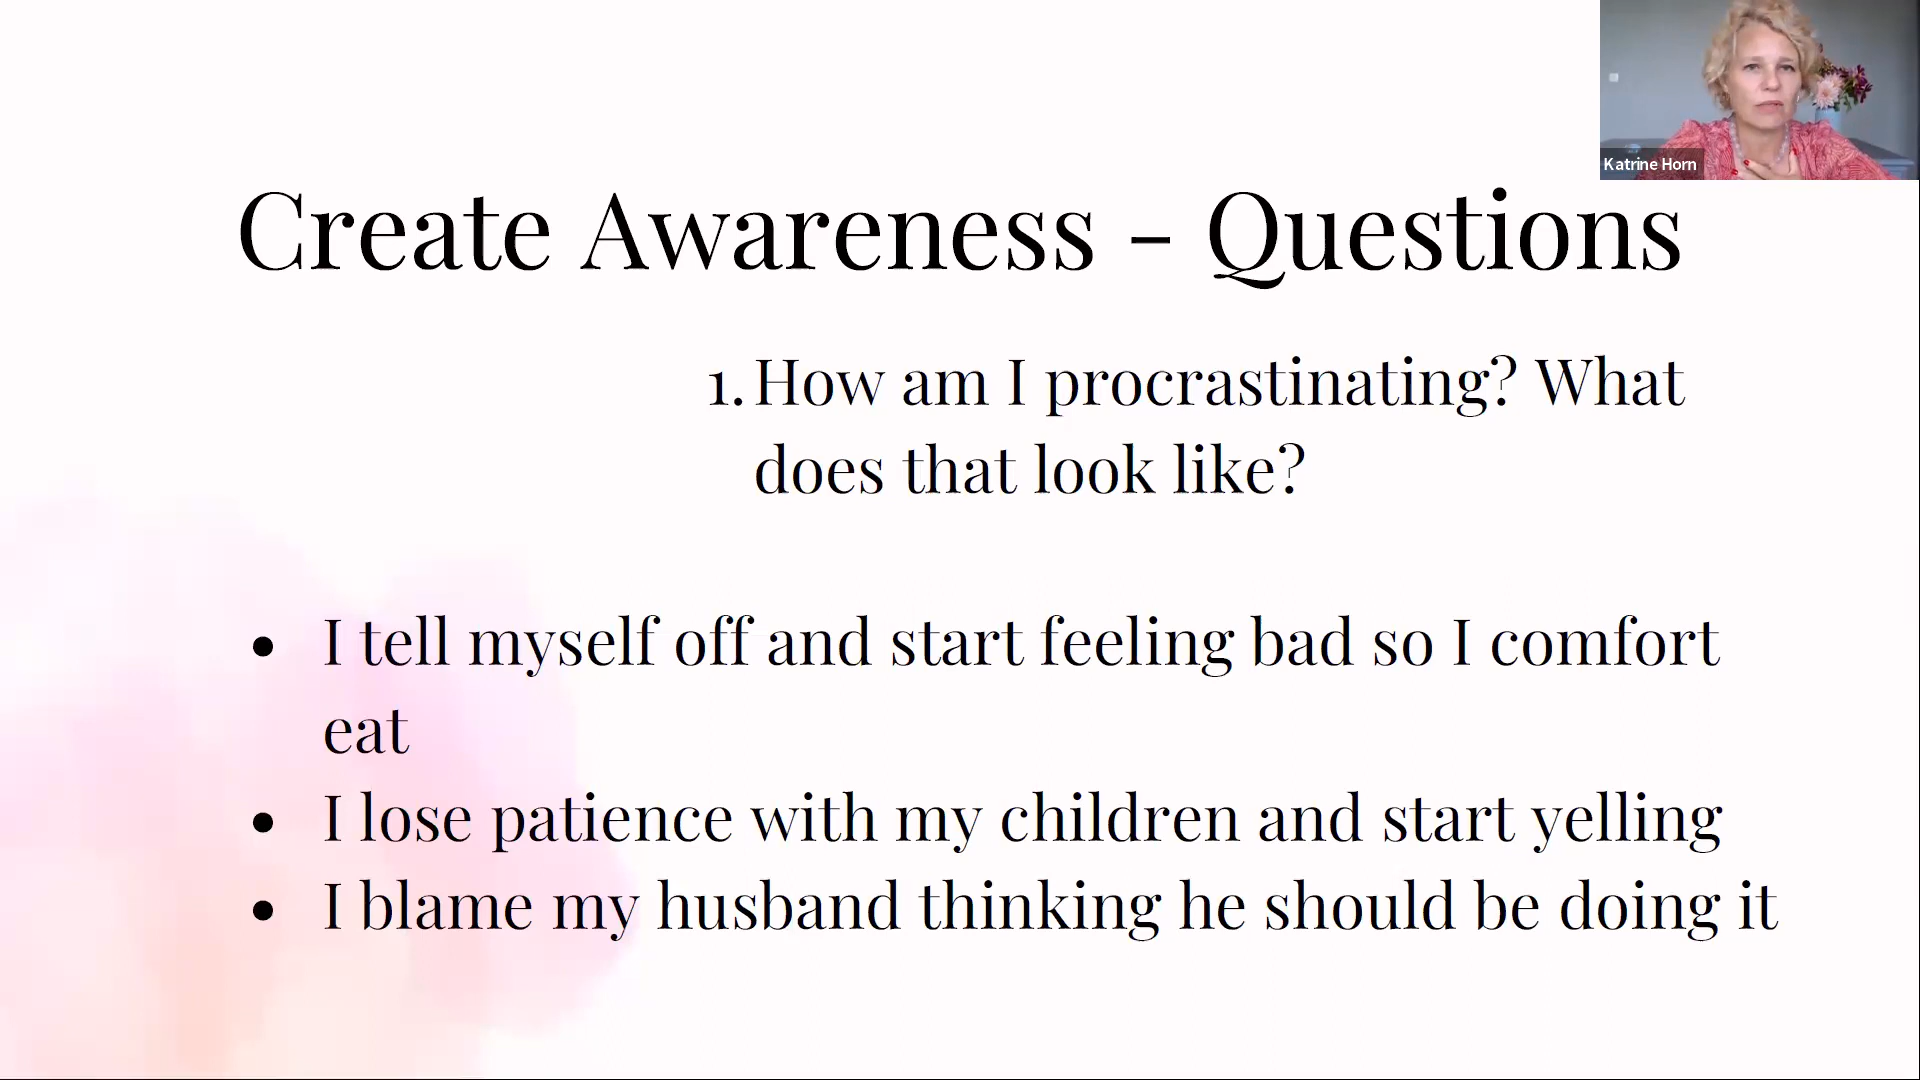 Katrine Horn
Create Awareness - Questions
1. How am I procrastinating? What
does that look like?
• I tell myself off and start feeling bad so I comfort
eat
• I lose patience with my children and start yelling
• I blame my husband thinking he should be doing it